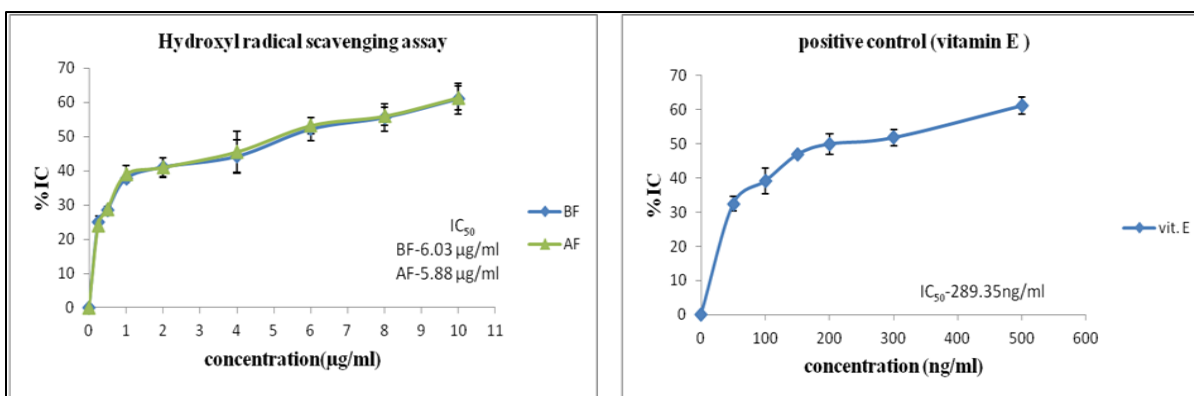 Hydroxyl radical scavenging assay
70
60
50
40
30
20
10
0
%IC
0 1 2 3 4 5 6 7 8 9 10 11
concentration(µg/ml)
IC₅₀
BF-6.03 µg/ml
AF-5.88 µg/ml
BF
AF
positive control (vitamin E )
70
60
50
40
30
20
10
0
%IC
0 100 200 300 400 500 600
concentration (ng/ml)
IC₅₀-289.35ng/ml
vit. E